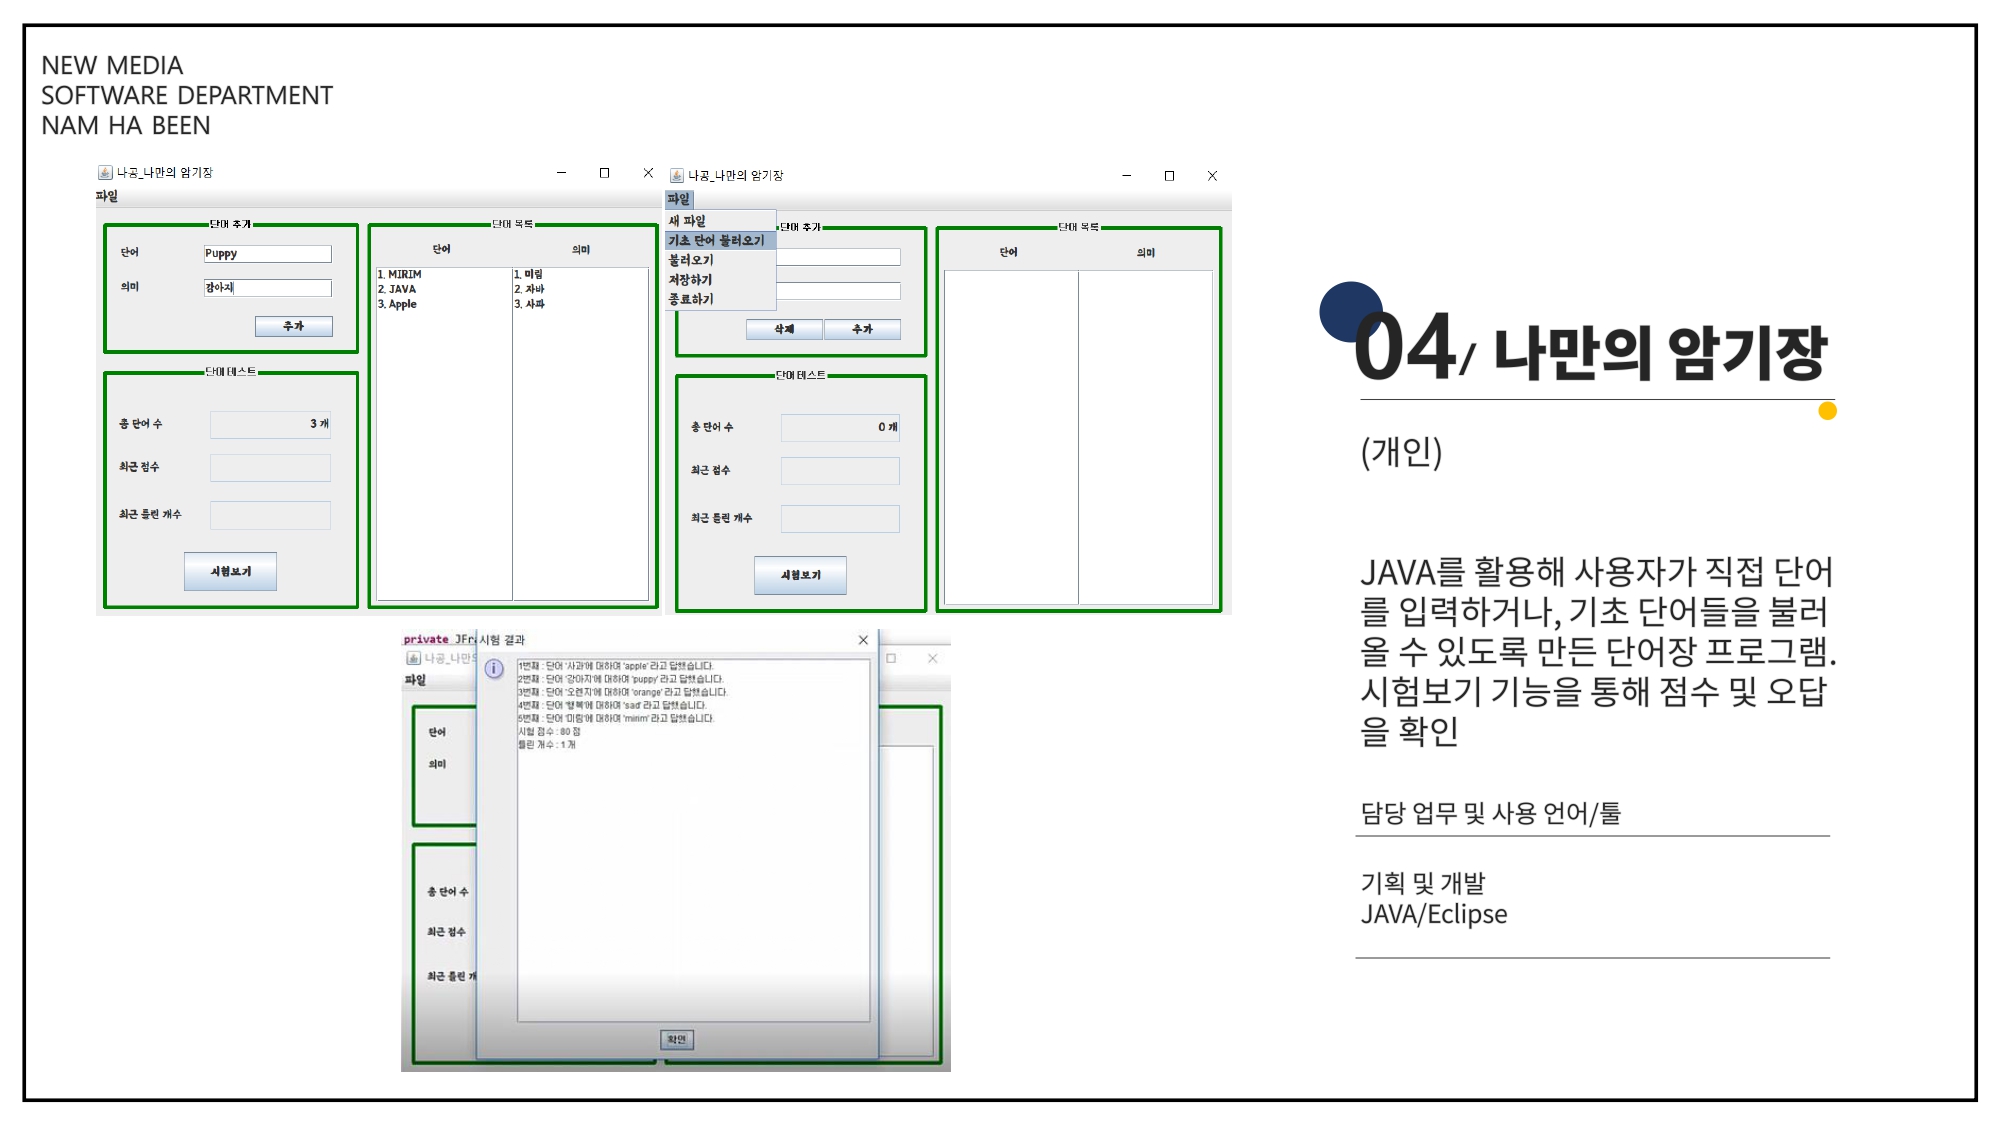 NEW MEDIA
SOFTWARE DEPARTMENT
NAM HA BEEN
나공_나만의 암기장
파일
단어 추가
단어
Puppy
의미
강아지
추가
단어 목록
단어 의미
1. MIRIM 1. 미림
2. JAVA 2. 자바
3. Apple 3. 사과
단어 테스트
총 단어 수 3 개
최근 점수
최근 틀린 개수
시험보기
나공_나만의 암기장
파일
새 파일
기초 단어 불러오기
불러오기
저장하기
종료하기
단어 추가
삭제 추가
단어 목록
단어 의미
단어 테스트
총 단어 수 0 개
최근 점수
최근 틀린 개수
시험보기
private JFr
시험 결과
나공_나만의
파일
1번째 : 단어 '사과'에 대하여 'apple' 라고 답했습니다.
2번째 : 단어 '강아지'에 대하여 'puppy' 라고 답했습니다.
3번째 : 단어 '오렌지'에 대하여 'orange' 라고 답했습니다.
4번째 : 단어 '행복'에 대하여 'sad' 라고 답했습니다.
5번째 : 단어 '미림'에 대하여 'mirim' 라고 답했습니다.
시험 점수 : 80 점
틀린 개수 : 1 개
단어
의미
총 단어 수
최근 점수
최근 틀린 개
확인
04/ 나만의 암기장
(개인)
JAVA를 활용해 사용자가 직접 단어
를 입력하거나, 기초 단어들을 불러
올 수 있도록 만든 단어장 프로그램.
시험보기 기능을 통해 점수 및 오답
을 확인
담당 업무 및 사용 언어/툴
기획 및 개발
JAVA/Eclipse